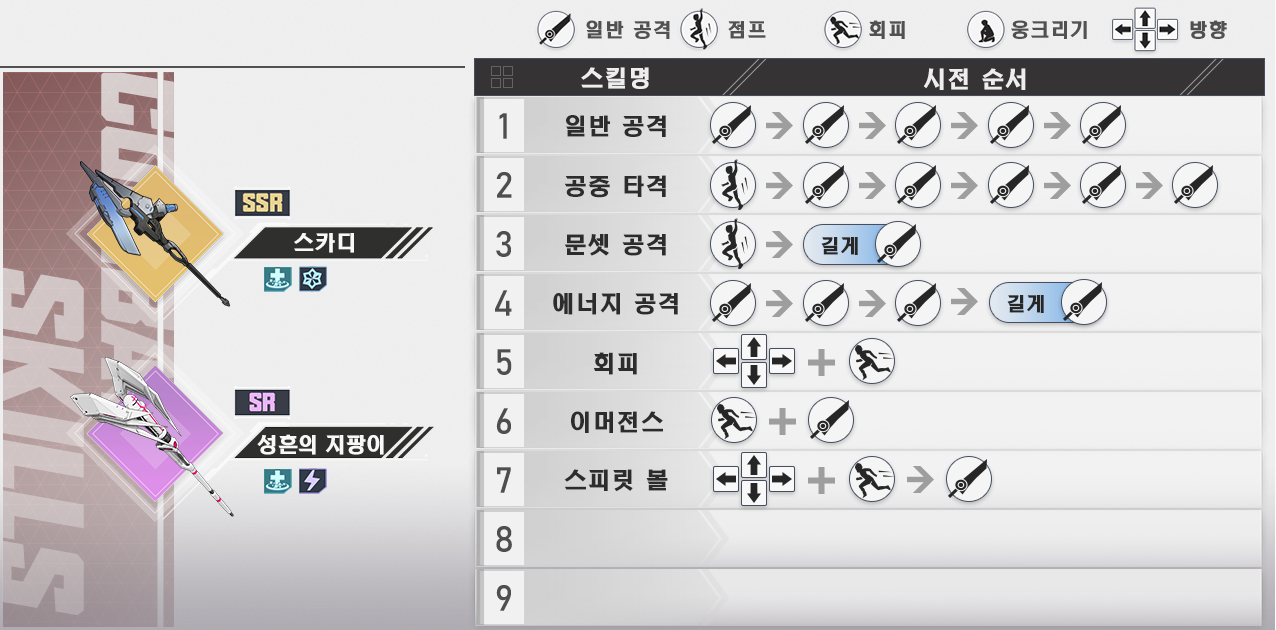 일반 공격 점프 회피 웅크리기 방향
스킬명 시전 순서
COMBAT
SKILLS
SSR
스카디
SR
성흔의 지팡이
1 일반 공격
2 공중 타격
3 문셋 공격 길게
4 에너지 공격 길게
5 회피
6 이머전스
7 스피릿 볼
8
9